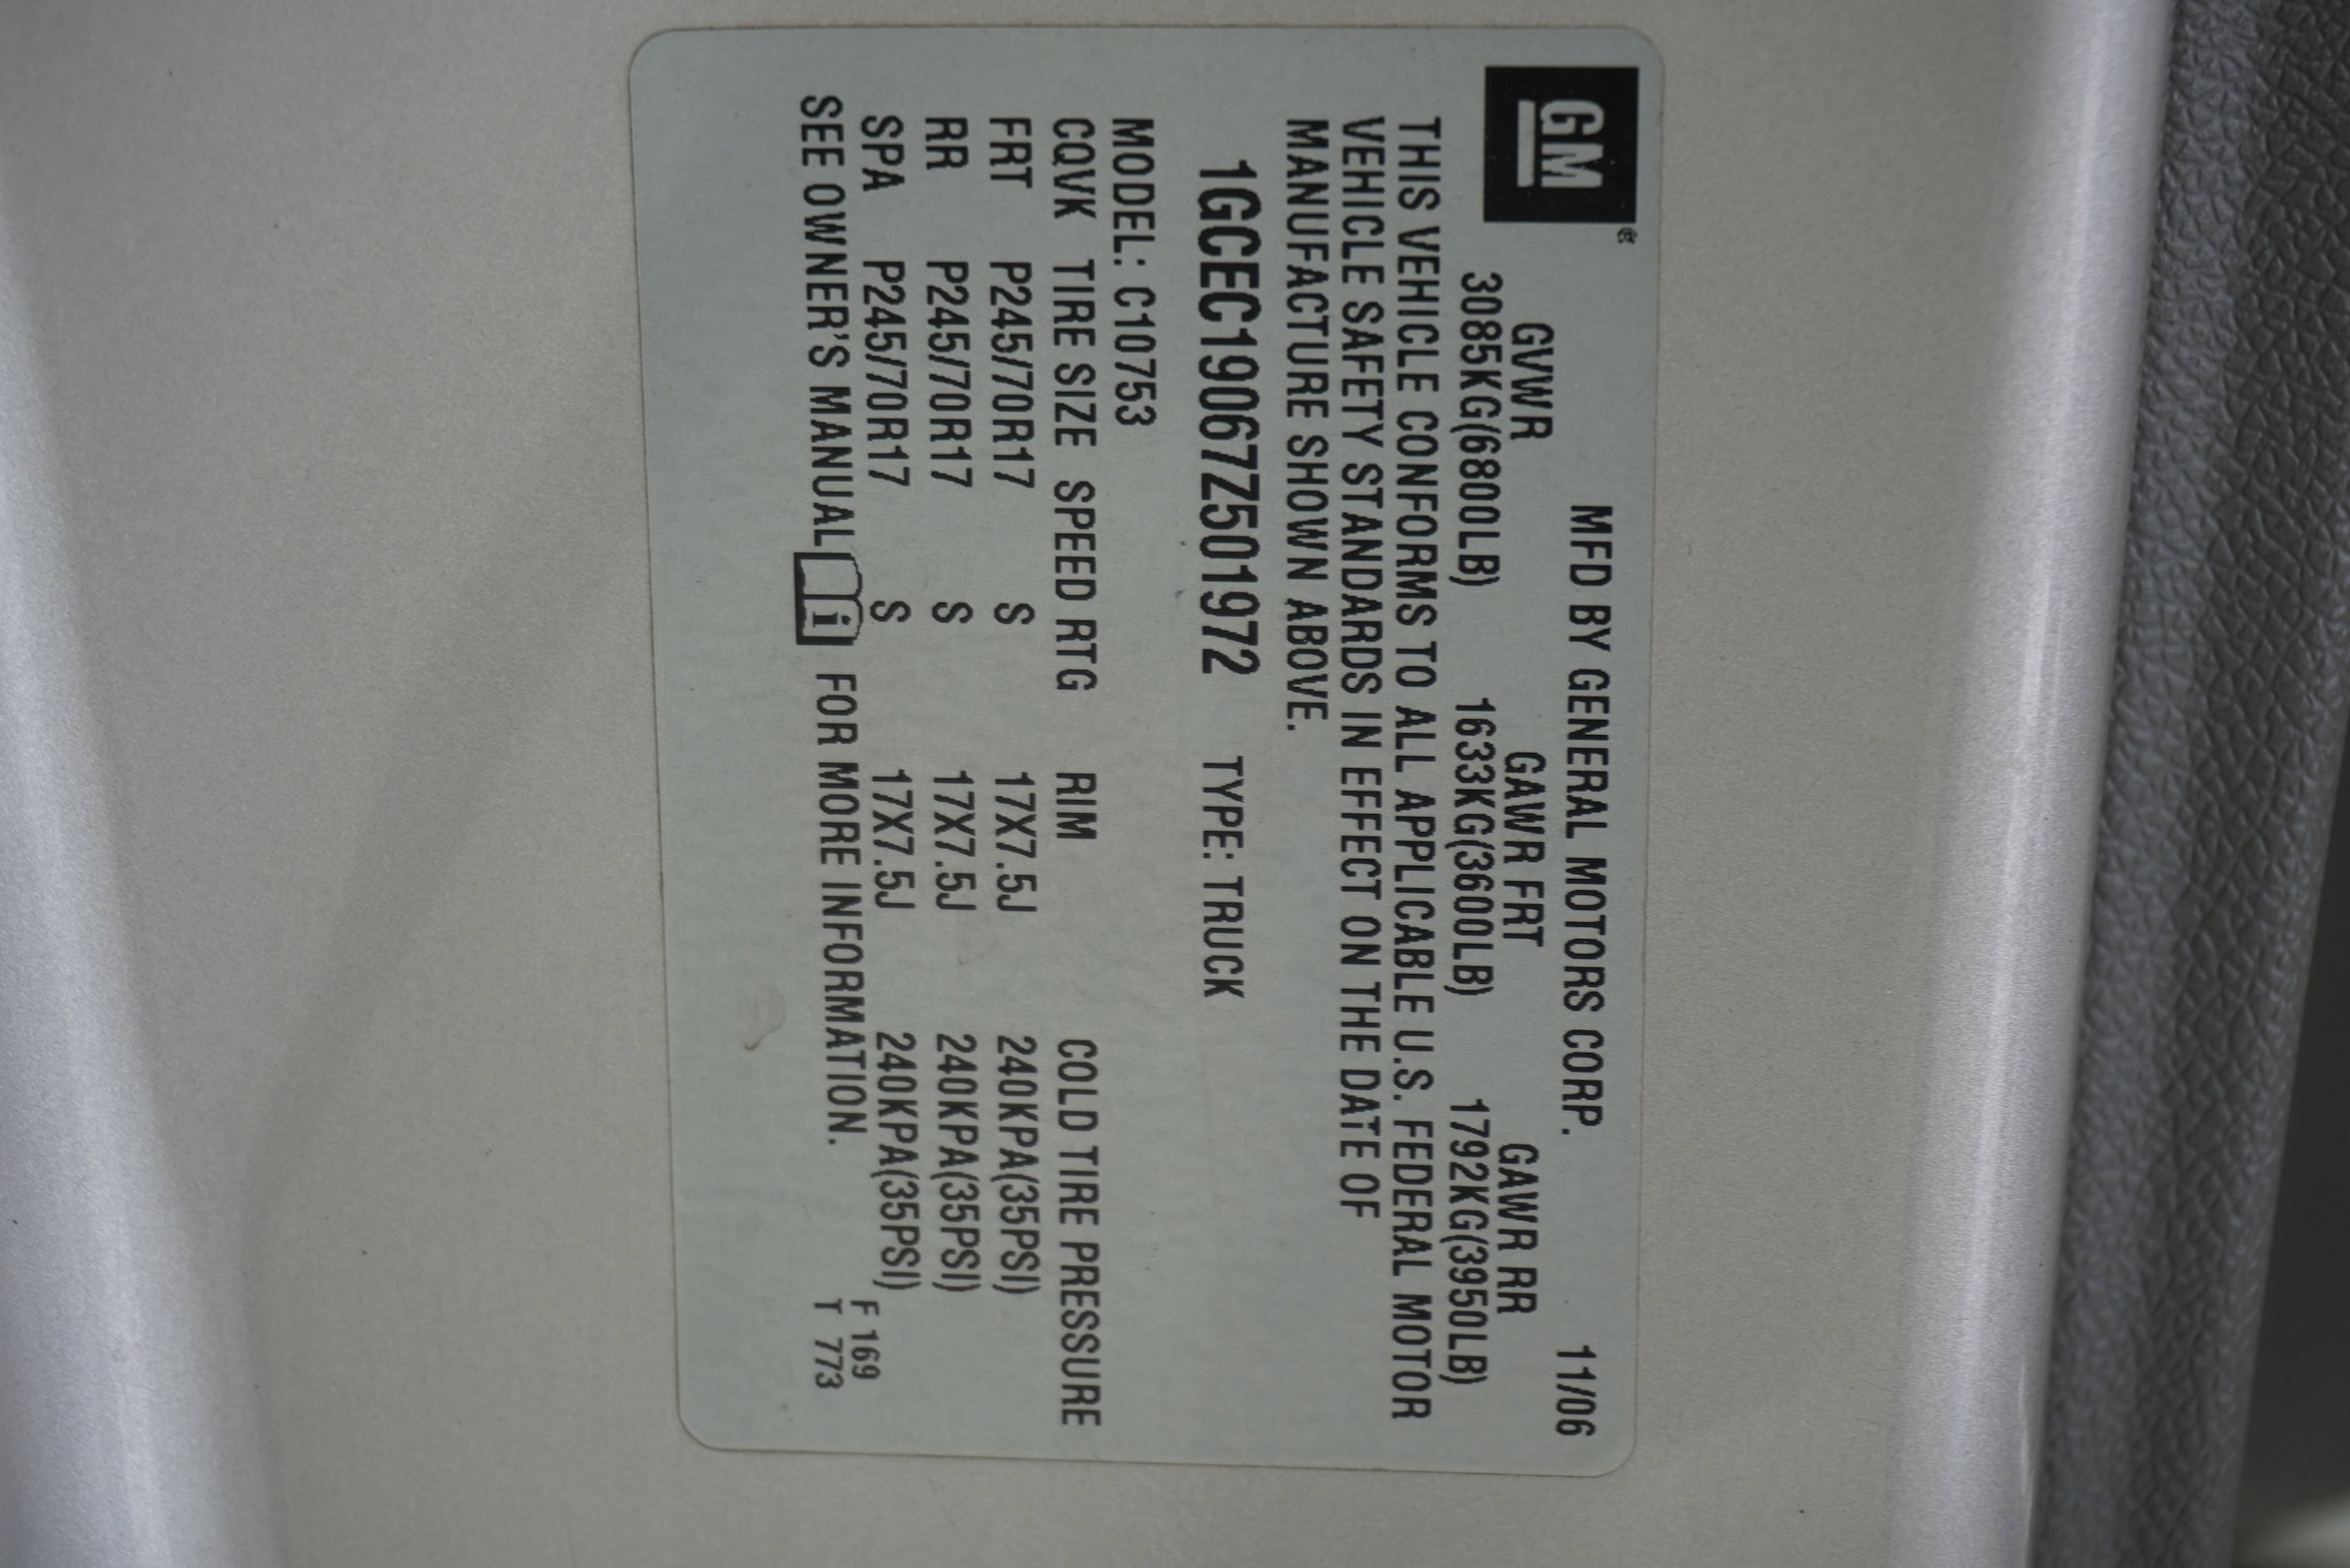 GM®
MFD BY GENERAL MOTORS CORP. 11/06
GVWR GAWR FRT GAWR RR
3085KG(6800LB) 1633KG(3600LB) 1792KG(3950LB)
THIS VEHICLE CONFORMS TO ALL APPLICABLE U.S. FEDERAL MOTOR
VEHICLE SAFETY STANDARDS IN EFFECT ON THE DATE OF
MANUFACTURE SHOWN ABOVE.
1GCEC19067Z501972 TYPE: TRUCK
MODEL: C10753
CQVK TIRE SIZE SPEED RTG RIM COLD TIRE PRESSURE
FRT P245/70R17 S 17X7.5J 240KPA(35PSI)
RR P245/70R17 S 17X7.5J 240KPA(35PSI)
SPA P245/70R17 S 17X7.5J 240KPA(35PSI)
SEE OWNER'S MANUAL i FOR MORE INFORMATION.
F 169
T 773